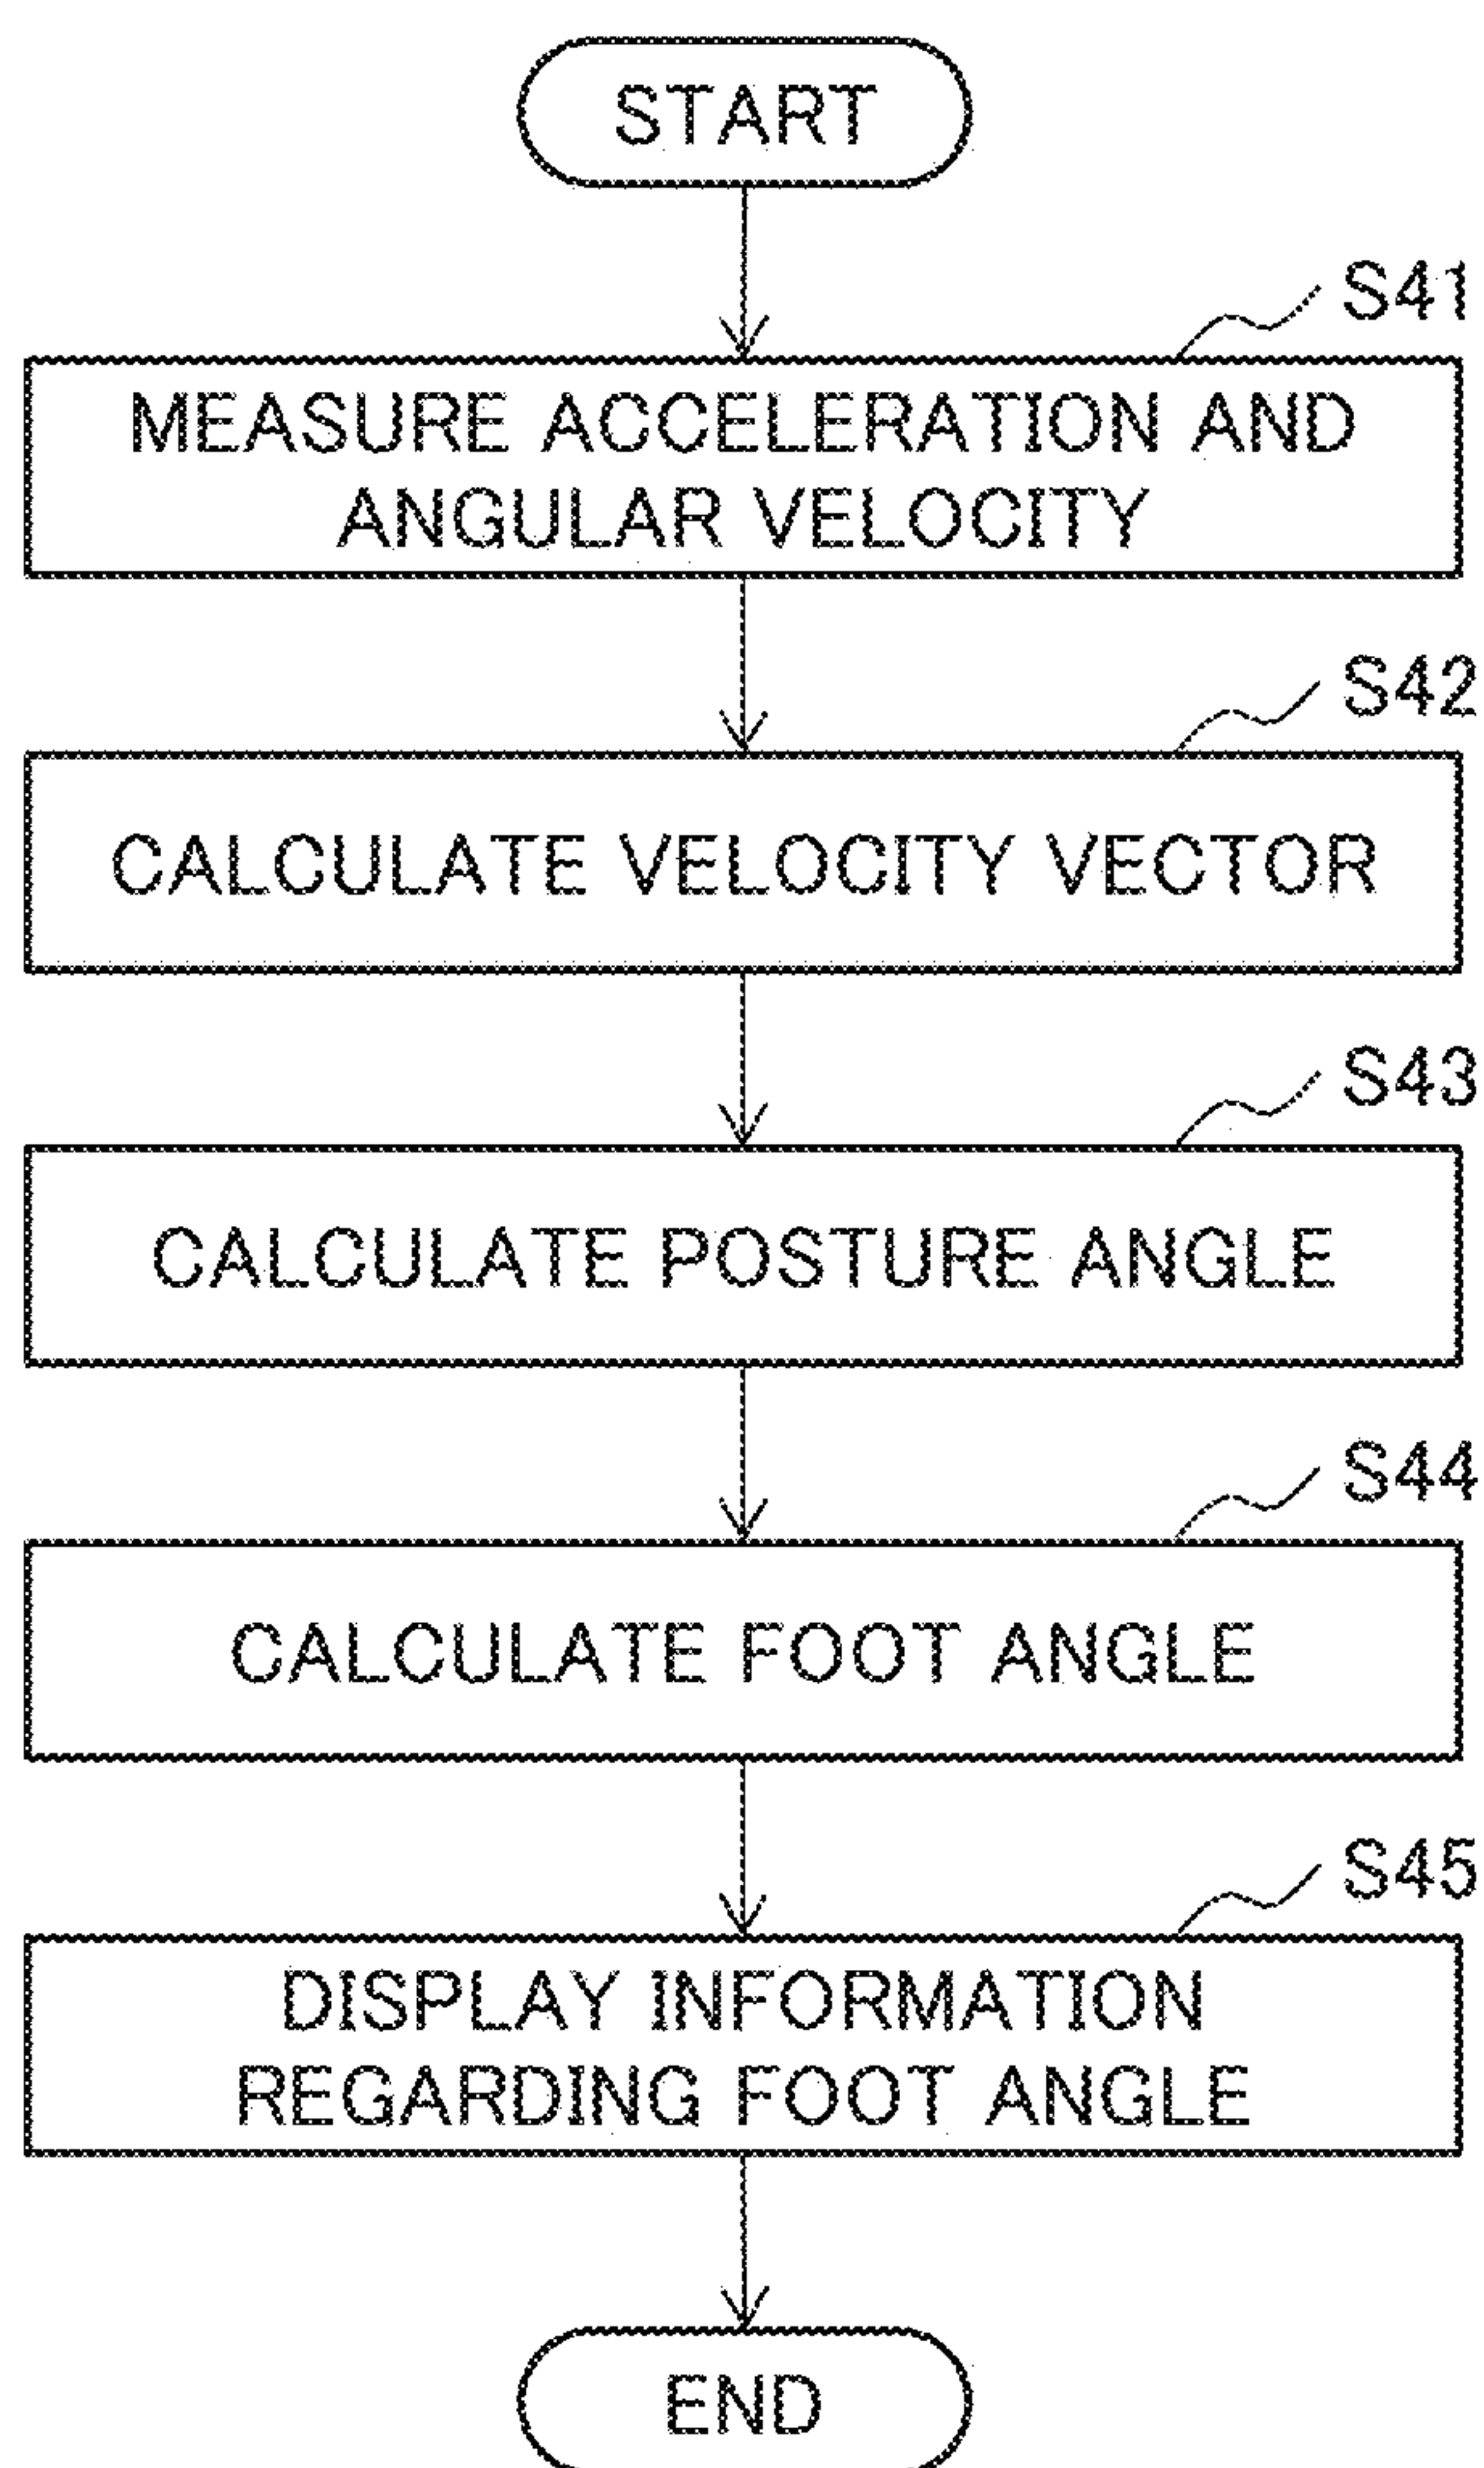 START
S41
MEASURE ACCELERATION AND
ANGULAR VELOCITY
S42
CALCULATE VELOCITY VECTOR
S43
CALCULATE POSTURE ANGLE
S44
CALCULATE FOOT ANGLE
S45
DISPLAY INFORMATION
REGARDING FOOT ANGLE
END